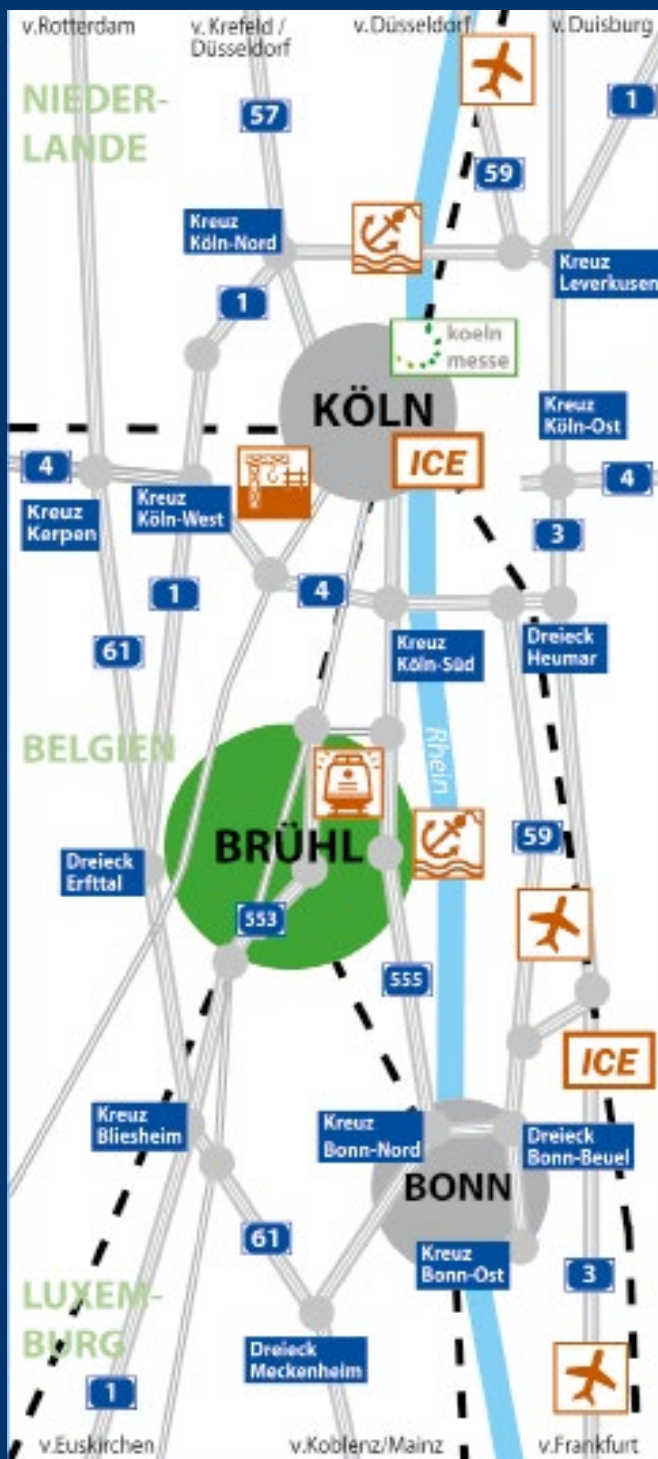 v.Rotterdam
v. Krefeld /
Düsseldorf
v. Düsseldorf
v. Duisburg
NIEDER-
LANDE
57
1
59
Kreuz
Köln-Nord
Kreuz
Leverkusen
1
koeln
messe
KÖLN
Kreuz
Köln-Ost
ICE
4
4
Kreuz
Kerpen
Kreuz
Köln-West
3
1
4
61
Kreuz
Köln-Süd
Dreieck
Heumar
BELGIEN
Rhein
BRÜHL
59
Dreieck
Erfttal
553
555
ICE
Kreuz
Bliesheim
Kreuz
Bonn-Nord
Dreieck
Bonn-Beuel
BONN
61
Kreuz
Bonn-Ost
3
LUXEM-
BURG
Dreieck
Meckenheim
1
v.Euskirchen
v.Koblenz/Mainz
v.Frankfurt